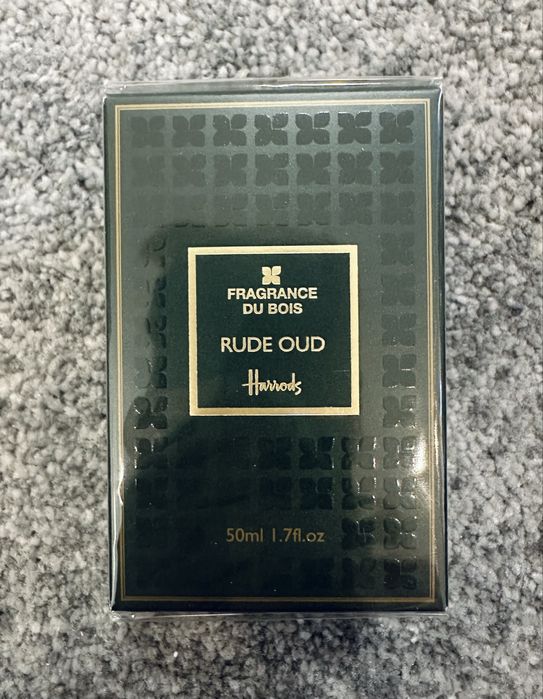 FRAGRANCE
DU BOIS
RUDE OUD
Harrods
50ml 1.7fl.oz